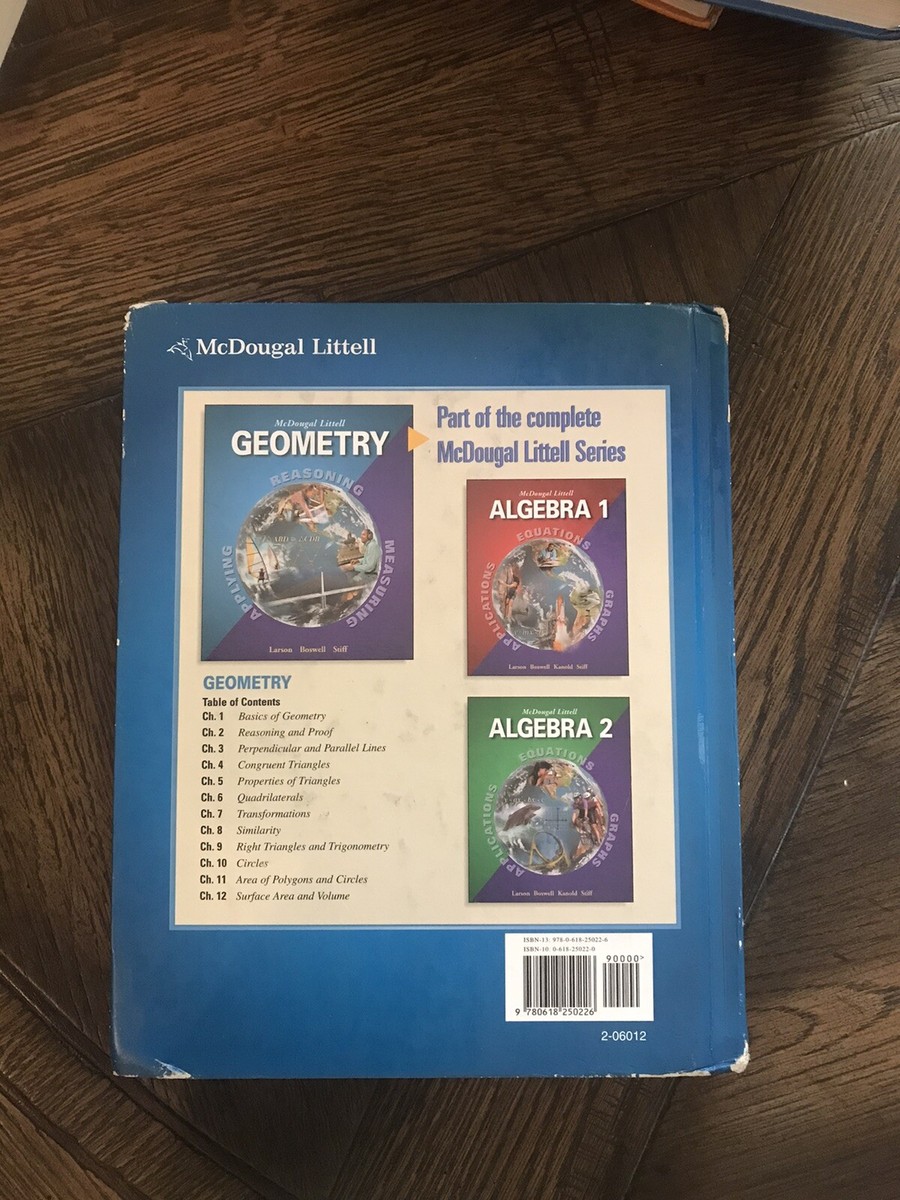 McDougal Littell
McDougal Littell
GEOMETRY
REASONING
APPLYING
MEASURING
Larson Boswell Stiff
Part of the complete
McDougal Littell Series
McDougal Littell
ALGEBRA 1
EQUATIONS
APPLICATIONS
GRAPHS
Larson Boswell Kanold Stiff
McDougal Littell
ALGEBRA 2
EQUATIONS
APPLICATIONS
GRAPHS
Larson Boswell Kanold Stiff
GEOMETRY
Table of Contents
Ch. 1 Basics of Geometry
Ch. 2 Reasoning and Proof
Ch. 3 Perpendicular and Parallel Lines
Ch. 4 Congruent Triangles
Ch. 5 Properties of Triangles
Ch. 6 Quadrilaterals
Ch. 7 Transformations
Ch. 8 Similarity
Ch. 9 Right Triangles and Trigonometry
Ch. 10 Circles
Ch. 11 Area of Polygons and Circles
Ch. 12 Surface Area and Volume
ISBN-13: 978-0-618-25022-6
ISBN-10: 0-618-25022-0
90000>
9 780618 250226
2-06012